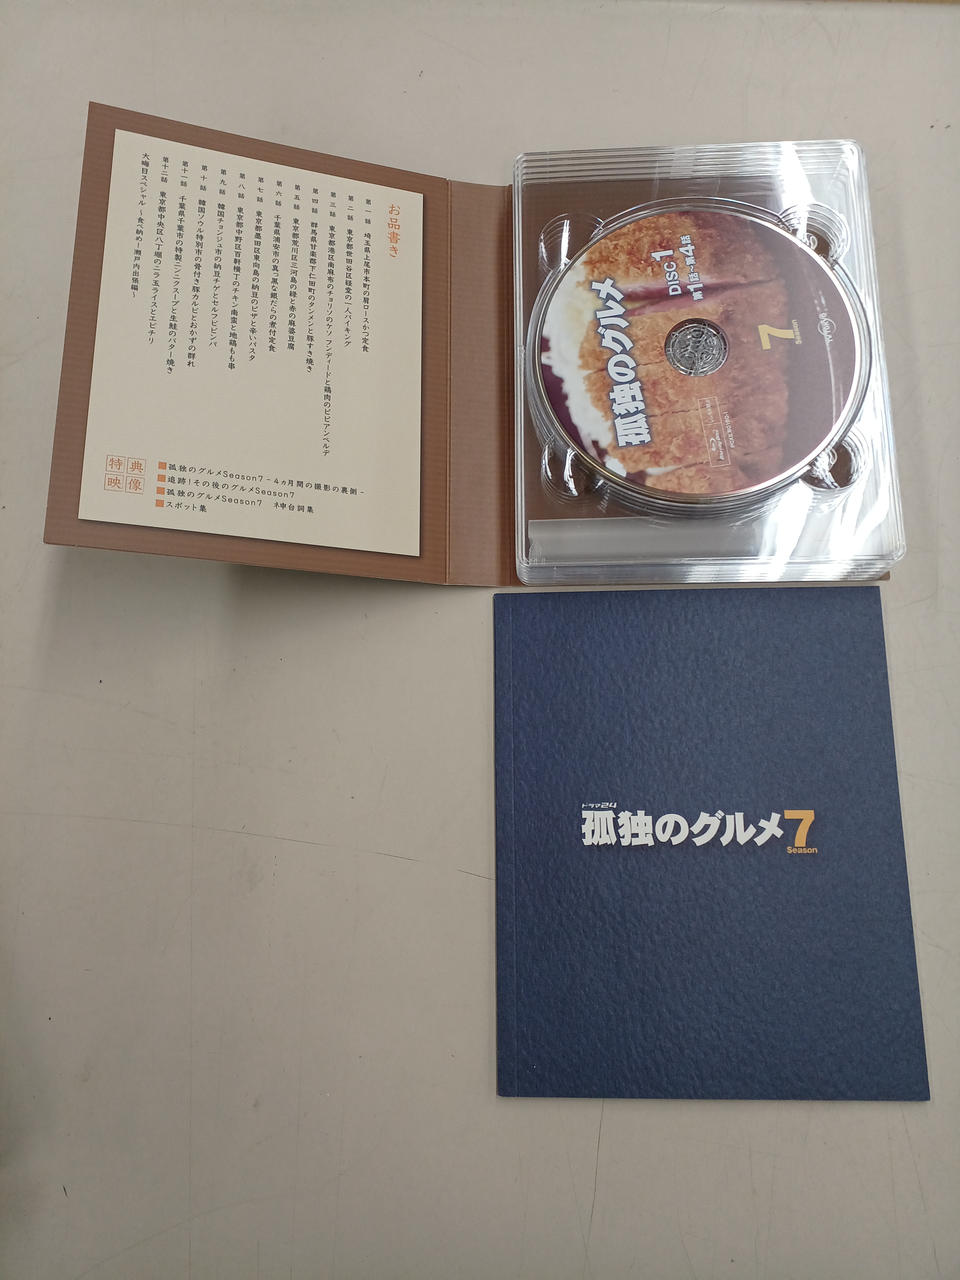 お品書き
第一話 埼玉県上尾市本町の肩ロースかつ定食
第二話 東京都世田谷区経堂の一人バイキング
第三話 東京都港区南麻布のチョリソのケソ フンディードと鶏肉のピピアンベルデ
第四話 群馬県甘楽郡下仁田町のタンメンと豚すき焼き
第五話 東京都荒川区三河島の緑と赤の麻婆豆腐
第六話 千葉県浦安市の真っ黒な銀だらの煮付定食
第七話 東京都墨田区東向島の納豆のピザと辛いパスタ
第八話 東京都中野区百軒横丁のチキン南蛮と地鶏もも串
第九話 韓国チョンジュ市の納豆チゲとセルフビビンパ
第十話 韓国ソウル特別市の骨付き豚カルビとおかずの群れ
第十一話 千葉県千葉市の特製ニンニクスープと生鮭のバター焼き
第十二話 東京都中央区八丁堀のニラ玉ライスとエビチリ
大晦日スペシャル ～食べ納め!瀬戸内出張編～
特典
映像
孤独のグルメSeason7 - 4ヵ月間の撮影の裏側 -
追跡！その後のグルメSeason7
孤独のグルメSeason7 神台詞集
スポット集
孤独のグルメ
DISC 1
第1話～第4話
7
Season
Blu-ray Disc
ドラマ24
孤独のグルメ7
Season